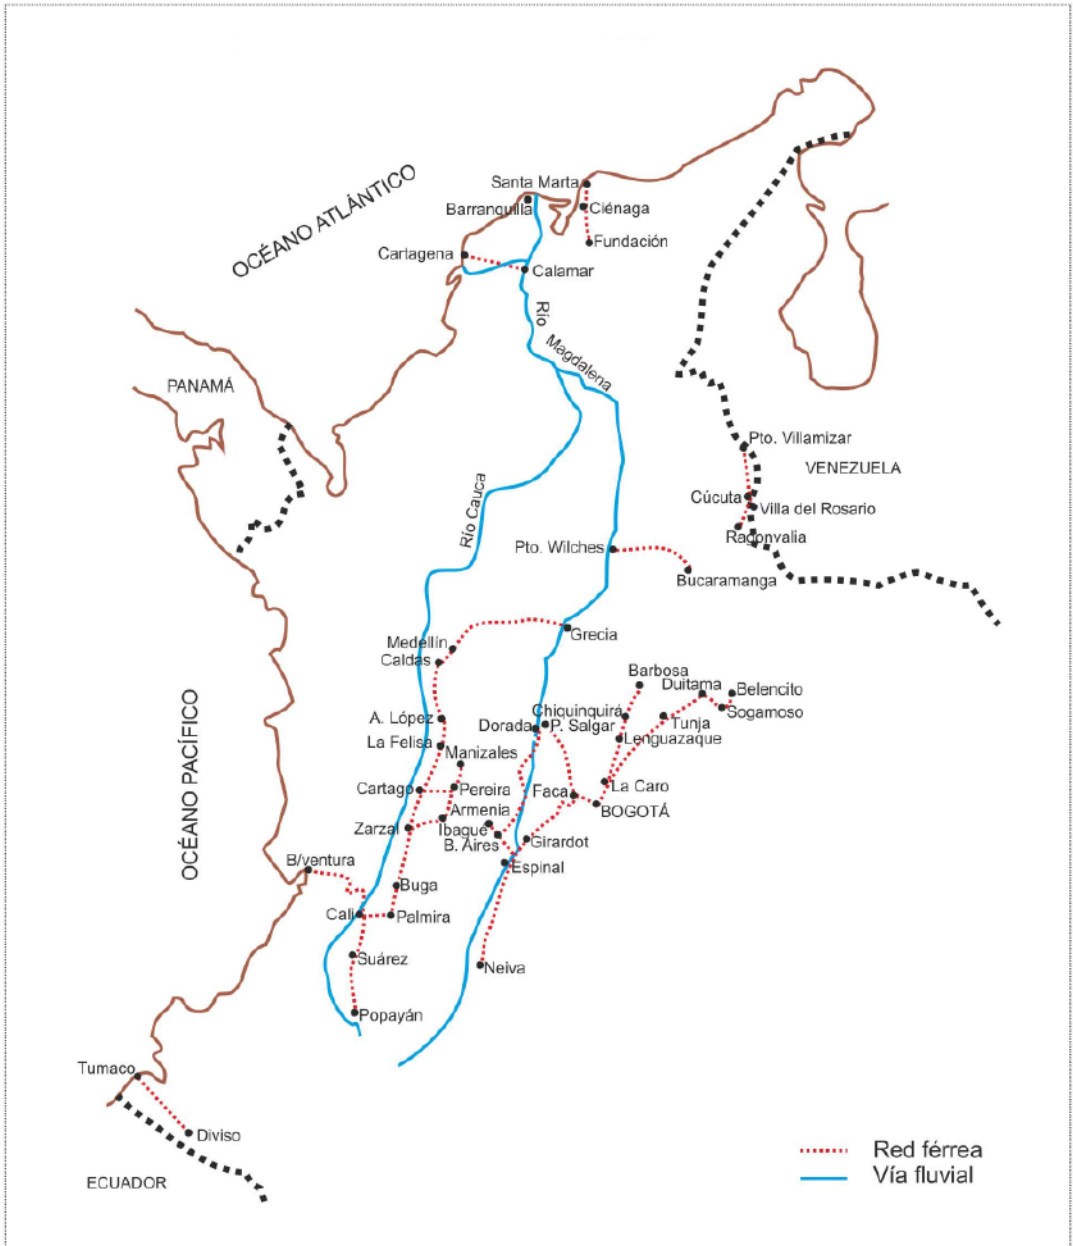 OCÉANO ATLÁNTICO
Santa Marta
Barranquilla
Ciénaga
Cartagena
Fundación
Calamar
Río
Magdalena
PANAMÁ
Pto. Villamizar
VENEZUELA
Río Cauca
Cúcuta
Villa del Rosario
Ragonvalia
Pto. Wilches
Bucaramanga
Grecia
Medellín
Caldas
Barbosa
Duitama
Belencito
OCÉANO PACÍFICO
A. López
Dorada
P. Salgar
Chiquinquirá
Tunja
Sogamoso
La Felisa
Manizales
Lenguazaque
Cartago
Pereira
Faca
La Caro
BOGOTÁ
Armenia
Zarzal
Ibague
B. Aires
Girardot
B/ventura
Espinal
Buga
Cali
Palmira
Suárez
Neiva
Popayán
Tumaco
Diviso
ECUADOR
Red férrea
Vía fluvial